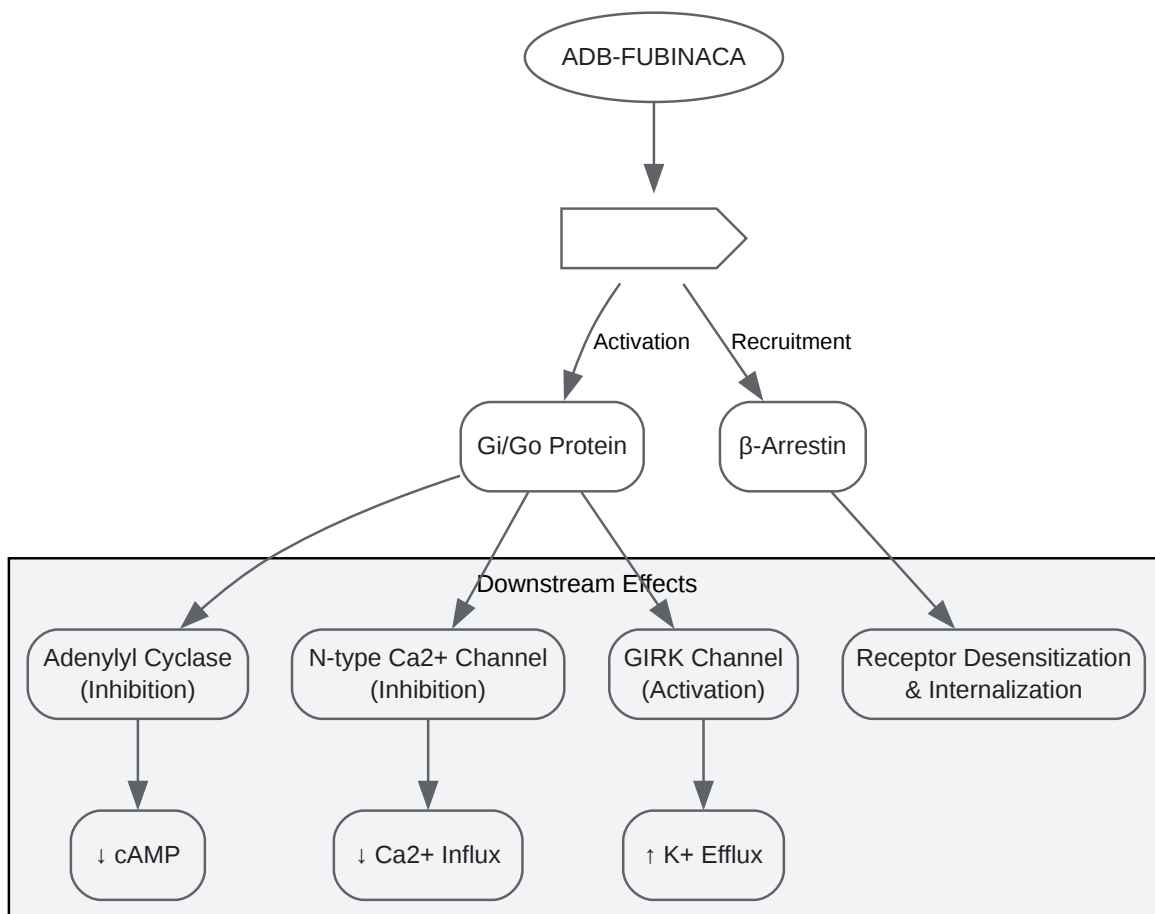 ADB-FUBINACA
Activation
Recruitment
Gi/Go Protein
β-Arrestin
Downstream Effects
Adenylyl Cyclase
(Inhibition)
N-type Ca2+ Channel
(Inhibition)
GIRK Channel
(Activation)
Receptor Desensitization
& Internalization
↓ cAMP
↓ Ca2+ Influx
↑ K+ Efflux